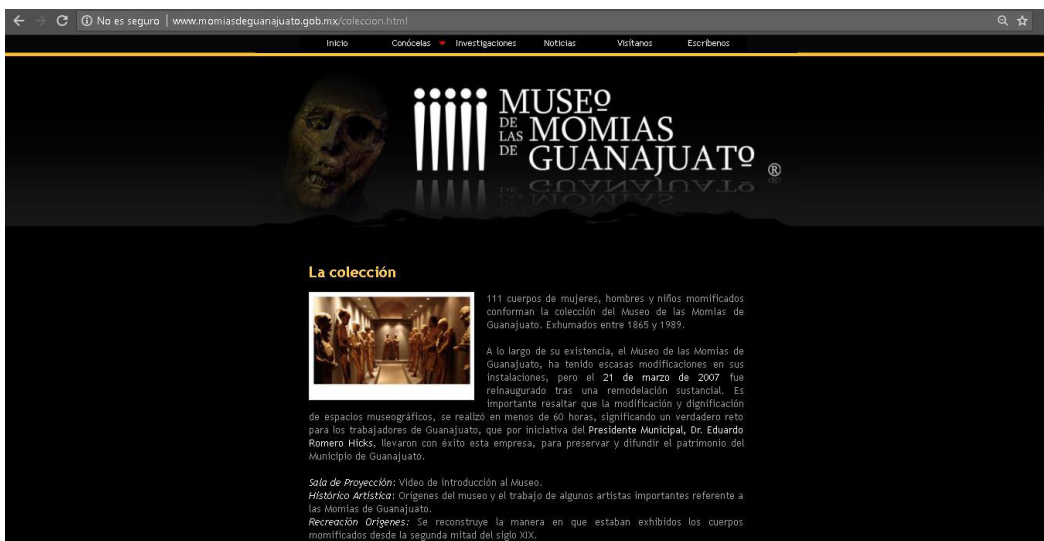 No es seguro | www.momiasdeguanajuato.gob.mx/coleccion.html
Inicio Conócelas Investigaciones Noticias Visítanos Escríbenos
MUSEO
DE LAS MOMIAS
DE GUANAJUATO ®
La colección
111 cuerpos de mujeres, hombres y niños momificados
conforman la colección del Museo de las Momias de
Guanajuato. Exhumados entre 1865 y 1989.
A lo largo de su existencia, el Museo de las Momias de
Guanajuato, ha tenido escasas modificaciones en sus
instalaciones, pero el 21 de marzo de 2007 fue
reinaugurado tras una remodelación sustancial. Es
importante resaltar que la modificación y dignificación
de espacios museográficos, se realizó en menos de 60 horas, significando un verdadero reto
para los trabajadores de Guanajuato, que por iniciativa del Presidente Municipal, Dr. Eduardo
Romero Hicks, llevaron con éxito esta empresa, para preservar y difundir el patrimonio del
Municipio de Guanajuato.
Sala de Proyección: Video de introducción al Museo.
Histórico Artística: Orígenes del museo y el trabajo de algunos artistas importantes referente a
las Momias de Guanajuato.
Recreación Orígenes: Se reconstruye la manera en que estaban exhibidos los cuerpos
momificados desde la segunda mitad del siglo XIX.